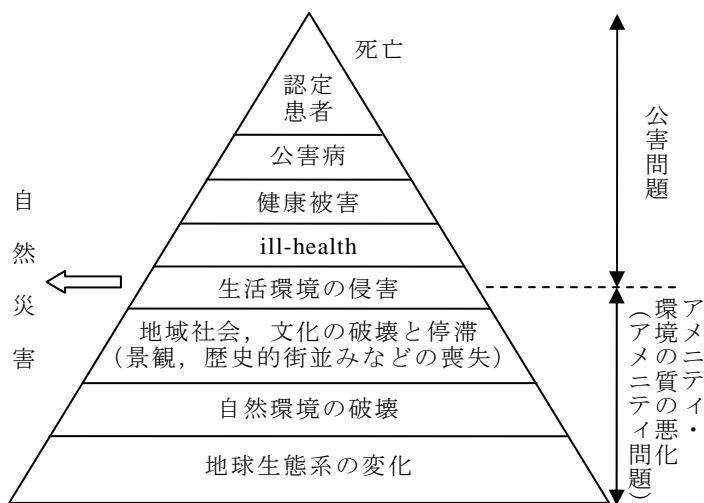 死亡
認定
患者
公害病
健康被害
ill-health
生活環境の侵害
地域社会，文化の破壊と停滞
（景観，歴史的街並みなどの喪失）
自然環境の破壊
地球生態系の変化
自然災害
公害問題
アメニティ・
環境の質の悪化
（アメニティ問題）